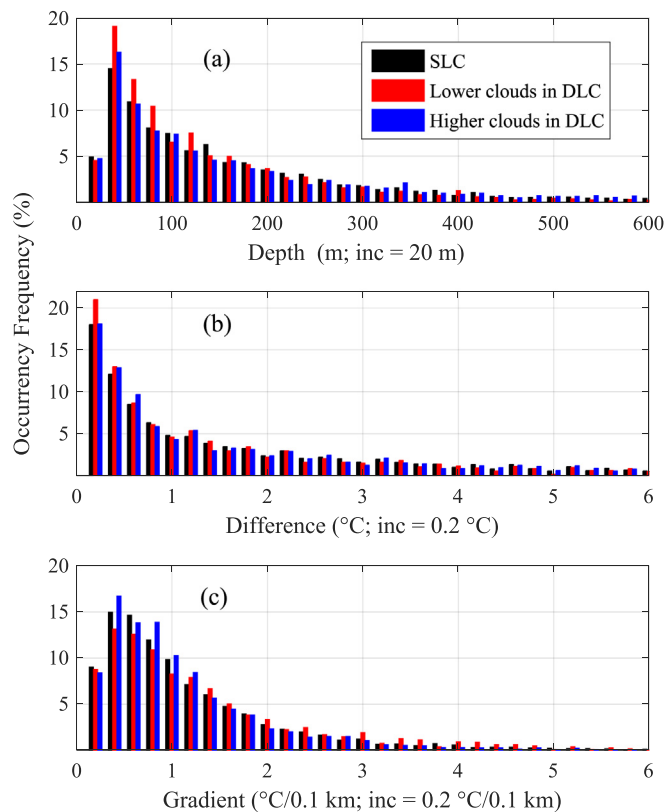 Occurrency Frequency (%)
20
15
10
5
(a)
SLC
Lower clouds in DLC
Higher clouds in DLC
0 100 200 300 400 500 600
Depth (m; inc = 20 m)
20
15
10
5
(b)
0 1 2 3 4 5 6
Difference (°C; inc = 0.2 °C)
20
15
10
5
(c)
0 1 2 3 4 5 6
Gradient (°C/0.1 km; inc = 0.2 °C/0.1 km)